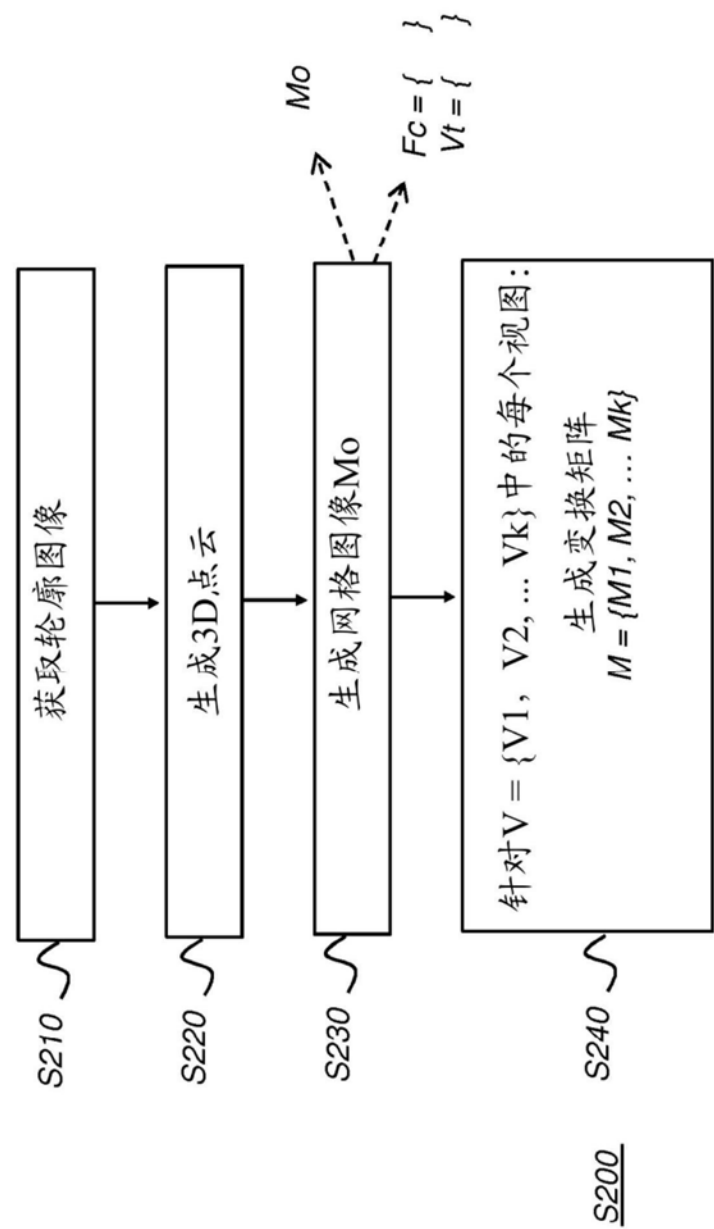 S200
S210
获取轮廓图像
S220
生成3D点云
S230
生成网格图像Mo
Mo
Fc = { }
Vt = { }
S240
针对V = {V1, V2, ... Vk}中的每个视图:
生成变换矩阵
M = {M1, M2, ... Mk}